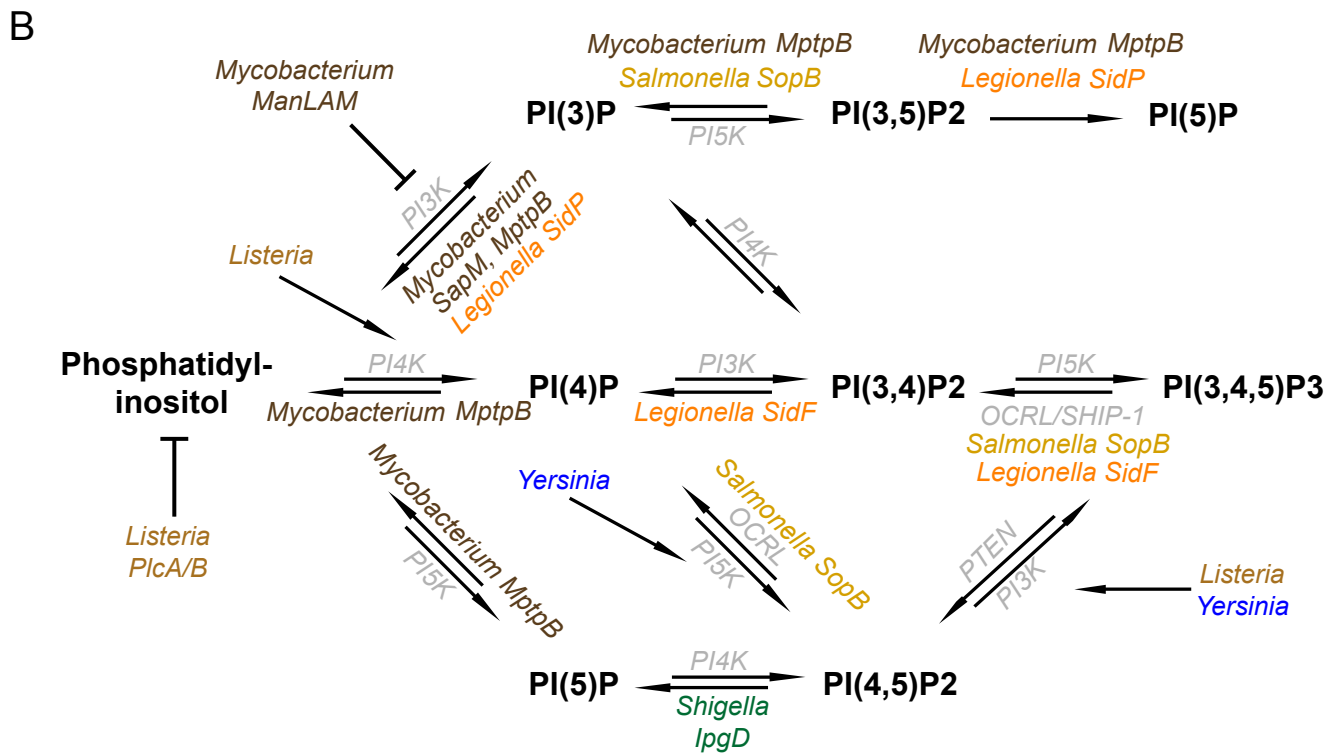 B
Mycobacterium
ManLAM
Mycobacterium MptpB
Salmonella SopB
Mycobacterium MptpB
Legionella SidP
PI(3)P
PI5K
PI(3,5)P2
PI(5)P
PI3K
Mycobacterium
SapM, MptpB
Legionella SidP
PI4K
Listeria
Phosphatidyl-
inositol
PI4K
Mycobacterium MptpB
PI(4)P
PI3K
Legionella SidF
PI(3,4)P2
PI5K
OCRL/SHIP-1
Salmonella SopB
Legionella SidF
PI(3,4,5)P3
Listeria
PlcA/B
Mycobacterium MptpB
PI5K
Yersinia
Salmonella SopB
OCRL
PI5K
PTEN
PI3K
Listeria
Yersinia
PI(5)P
PI4K
Shigella
IpgD
PI(4,5)P2